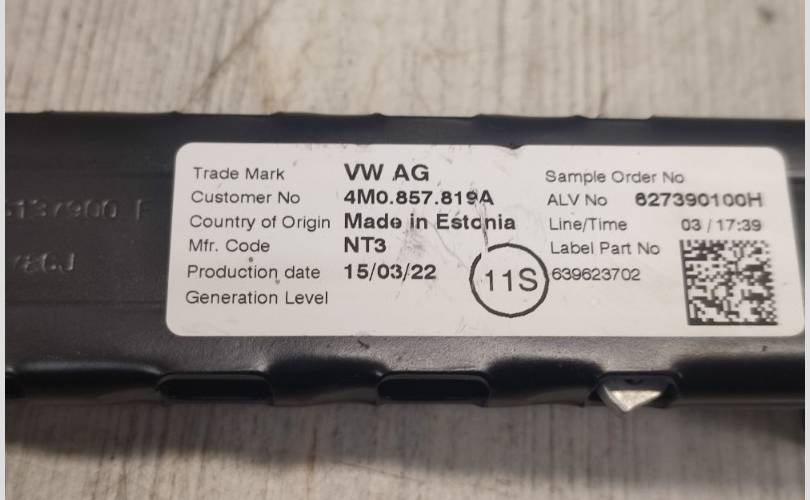 Trade Mark VW AG
Customer No 4M0.857.819A
Country of Origin Made in Estonia
Mfr. Code NT3
Production date 15/03/22
Generation Level
11S
Sample Order No
ALV No 627390100H
Line/Time 03 / 17:39
Label Part No
639623702